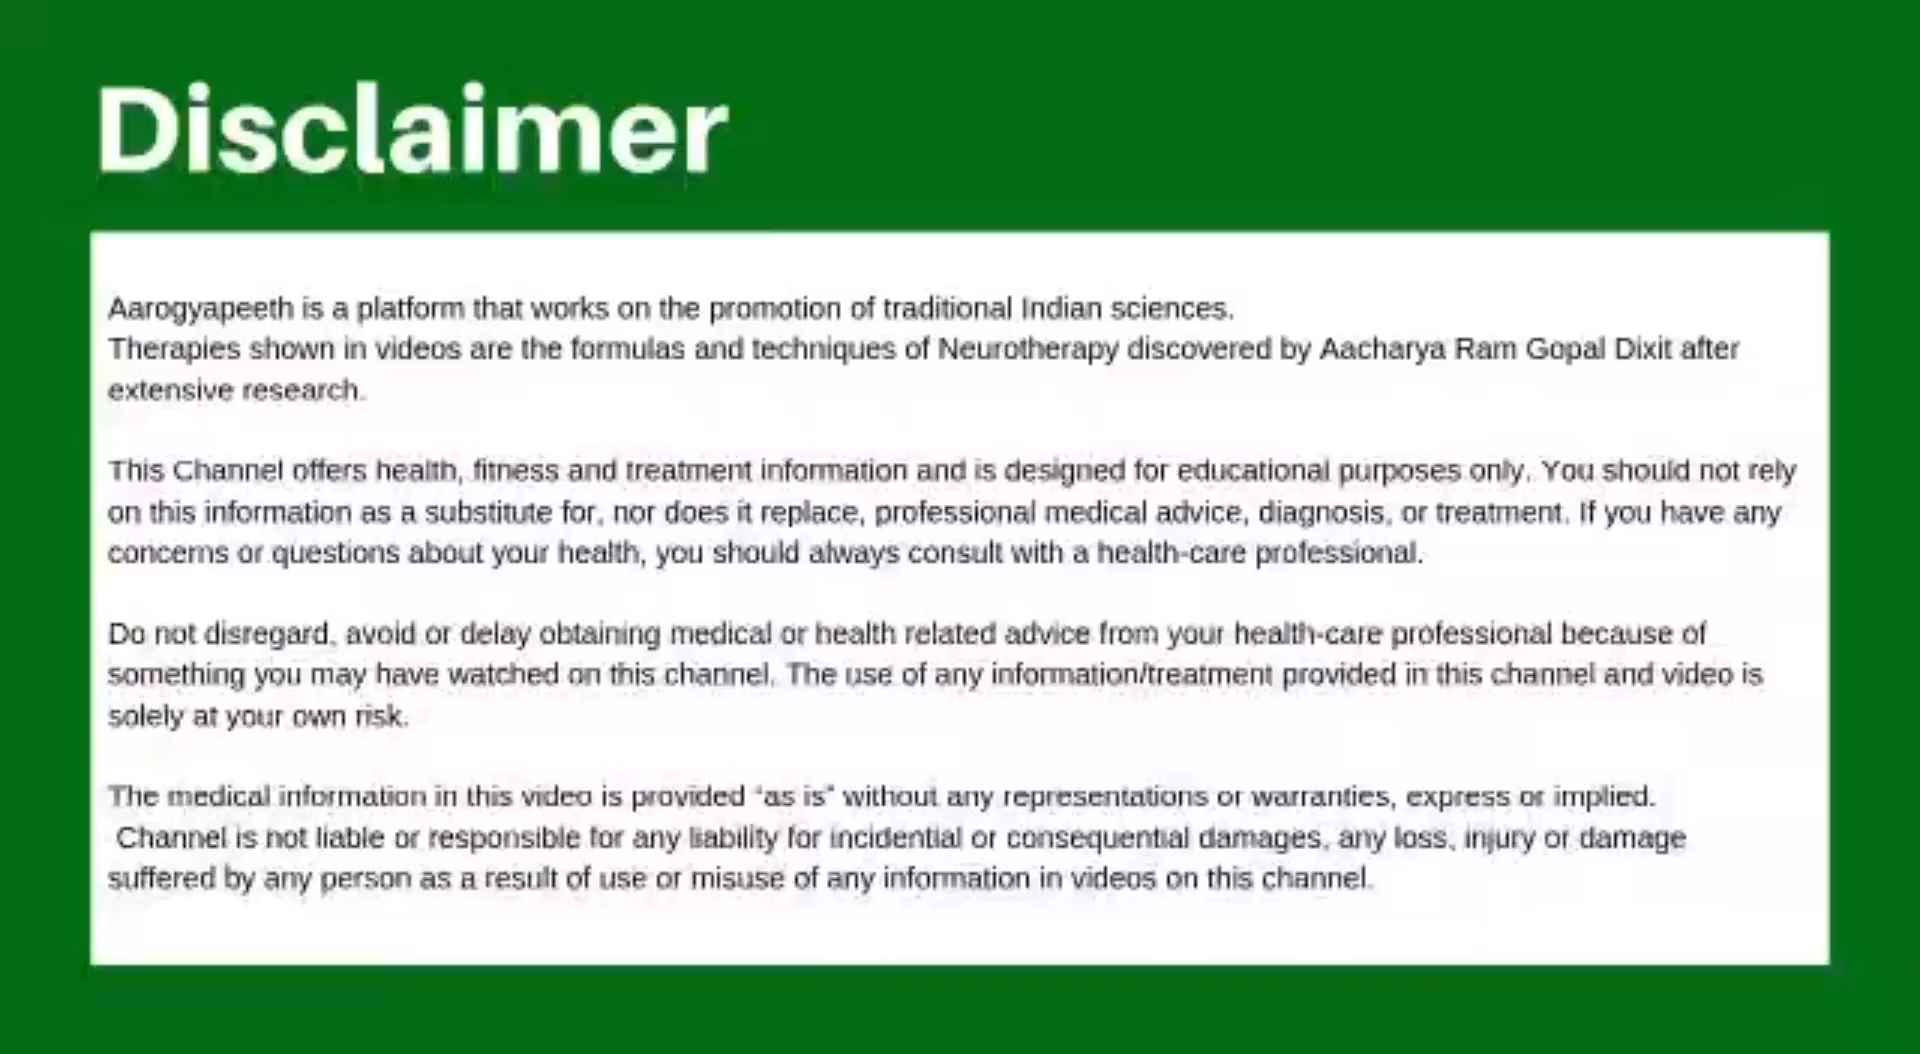 Disclaimer
Aarogyapeeth is a platform that works on the promotion of traditional Indian sciences.
Therapies shown in videos are the formulas and techniques of Neurotherapy discovered by Aacharya Ram Gopal Dixit after
extensive research.
This Channel offers health, fitness and treatment information and is designed for educational purposes only. You should not rely
on this information as a substitute for, nor does it replace, professional medical advice, diagnosis, or treatment. If you have any
concerns or questions about your health, you should always consult with a health-care professional.
Do not disregard, avoid or delay obtaining medical or health related advice from your health-care professional because of
something you may have watched on this channel. The use of any information/treatment provided in this channel and video is
solely at your own risk.
The medical information in this video is provided “as is” without any representations or warranties, express or implied.
Channel is not liable or responsible for any liability for incidential or consequential damages, any loss, injury or damage
suffered by any person as a result of use or misuse of any information in videos on this channel.